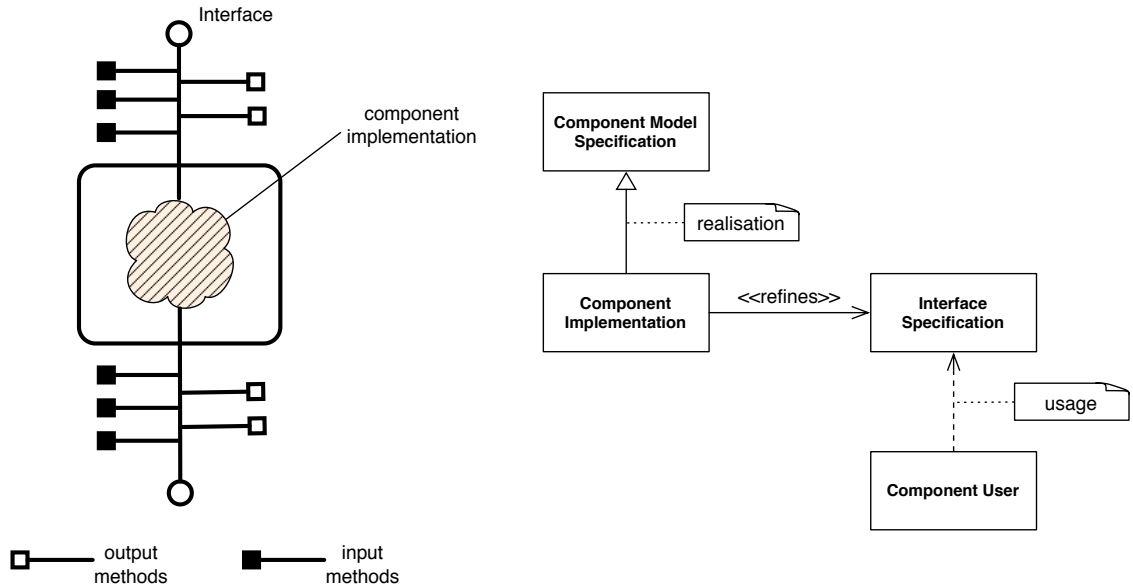 Interface
component
implementation
output
methods
input
methods
Component Model
Specification
realisation
Component
Implementation
<<refines>>
Interface
Specification
usage
Component User